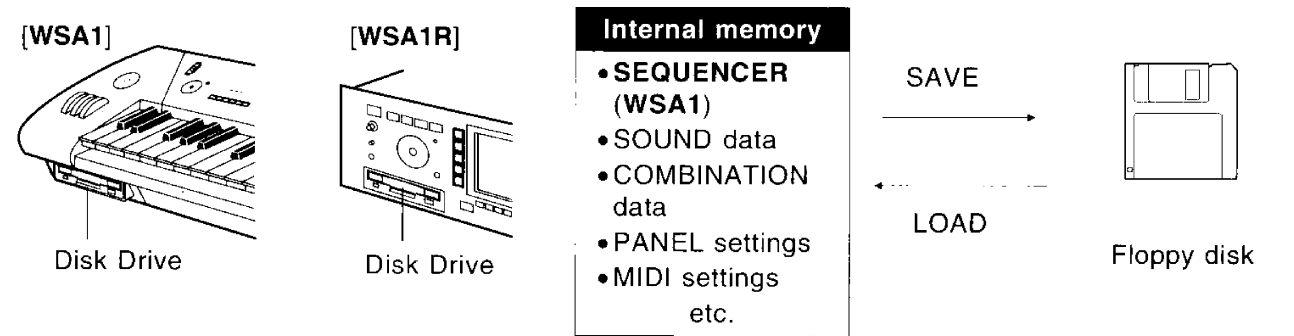 [WSA1]
Disk Drive
[WSA1R]
Disk Drive
Internal memory
•SEQUENCER
(WSA1)
•SOUND data
•COMBINATION
data
•PANEL settings
•MIDI settings
etc.
SAVE
LOAD
Floppy disk